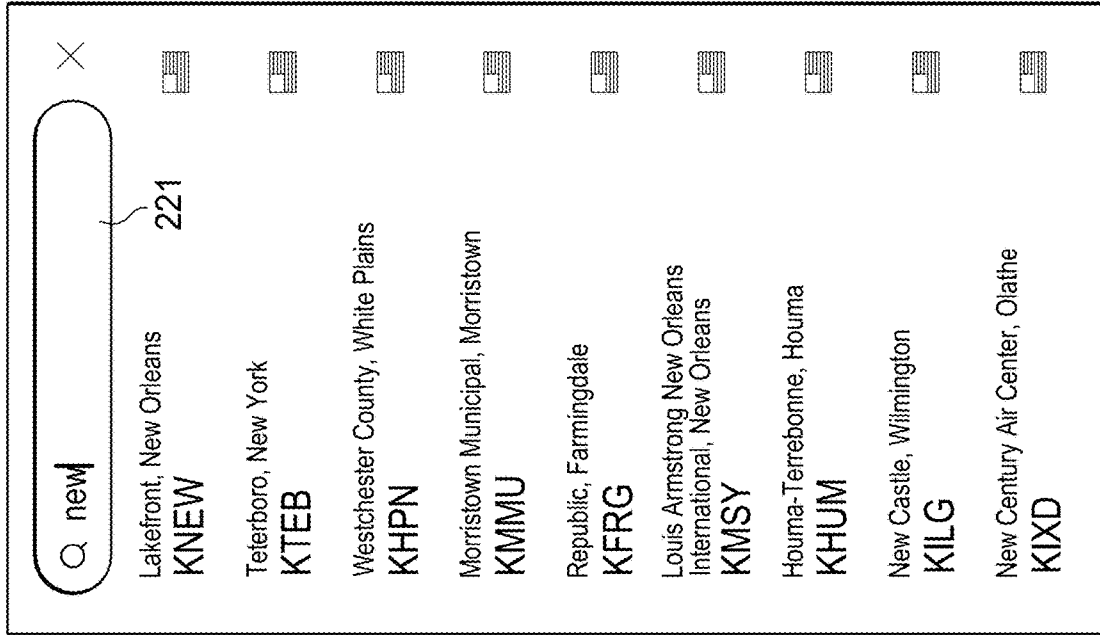 new
221
Lakefront, New Orleans
KNEW
Teterboro, New York
KTEB
Westchester County, White Plains
KHPN
Morristown Municipal, Morristown
KMMU
Republic, Farmingdale
KFRG
Louis Armstrong New Orleans
International, New Orleans
KMSY
Houma-Terrebonne, Houma
KHUM
New Castle, Wilmington
KILG
New Century Air Center, Olathe
KIXD